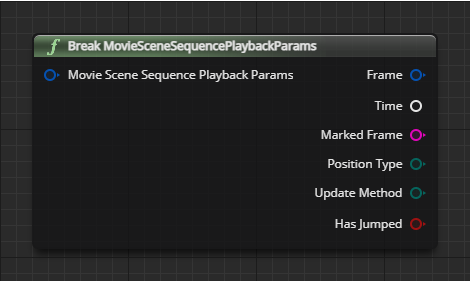 Break MovieSceneSequencePlaybackParams
Movie Scene Sequence Playback Params
Frame
Time
Marked Frame
Position Type
Update Method
Has Jumped